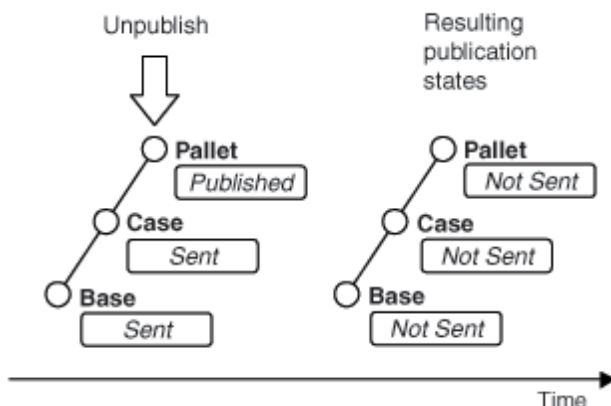 Unpublish
Resulting
publication
states
Pallet
Published
Case
Sent
Base
Sent
Pallet
Not Sent
Case
Not Sent
Base
Not Sent
Time